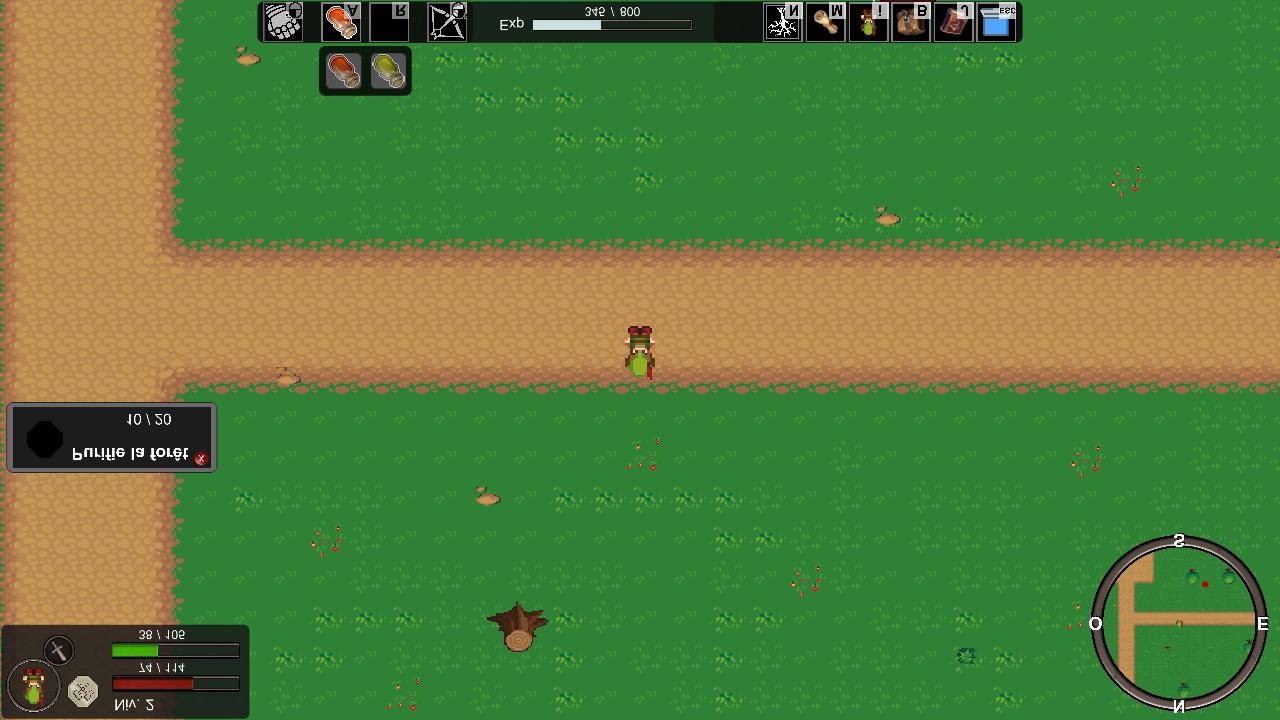 Niv. 2
74 / 114
38 / 105
N
O
E
S
Purifie la forêt
x
10 / 20
Exp
345 / 800
A
R
N
M
I
B
J
ESC